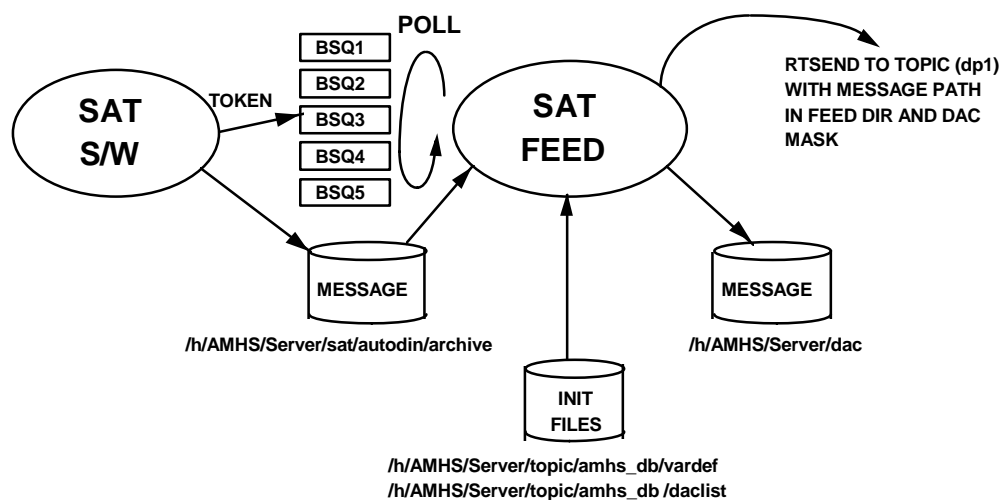 POLL
BSQ1
BSQ2
BSQ3
BSQ4
BSQ5
SAT
S/W
TOKEN
SAT
FEED
RTSEND TO TOPIC (dp1)
WITH MESSAGE PATH
IN FEED DIR AND DAC
MASK
MESSAGE
/h/AMHS/Server/sat/autodin/archive
MESSAGE
/h/AMHS/Server/dac
INIT
FILES
/h/AMHS/Server/topic/amhs_db/vardef
/h/AMHS/Server/topic/amhs_db /daclist